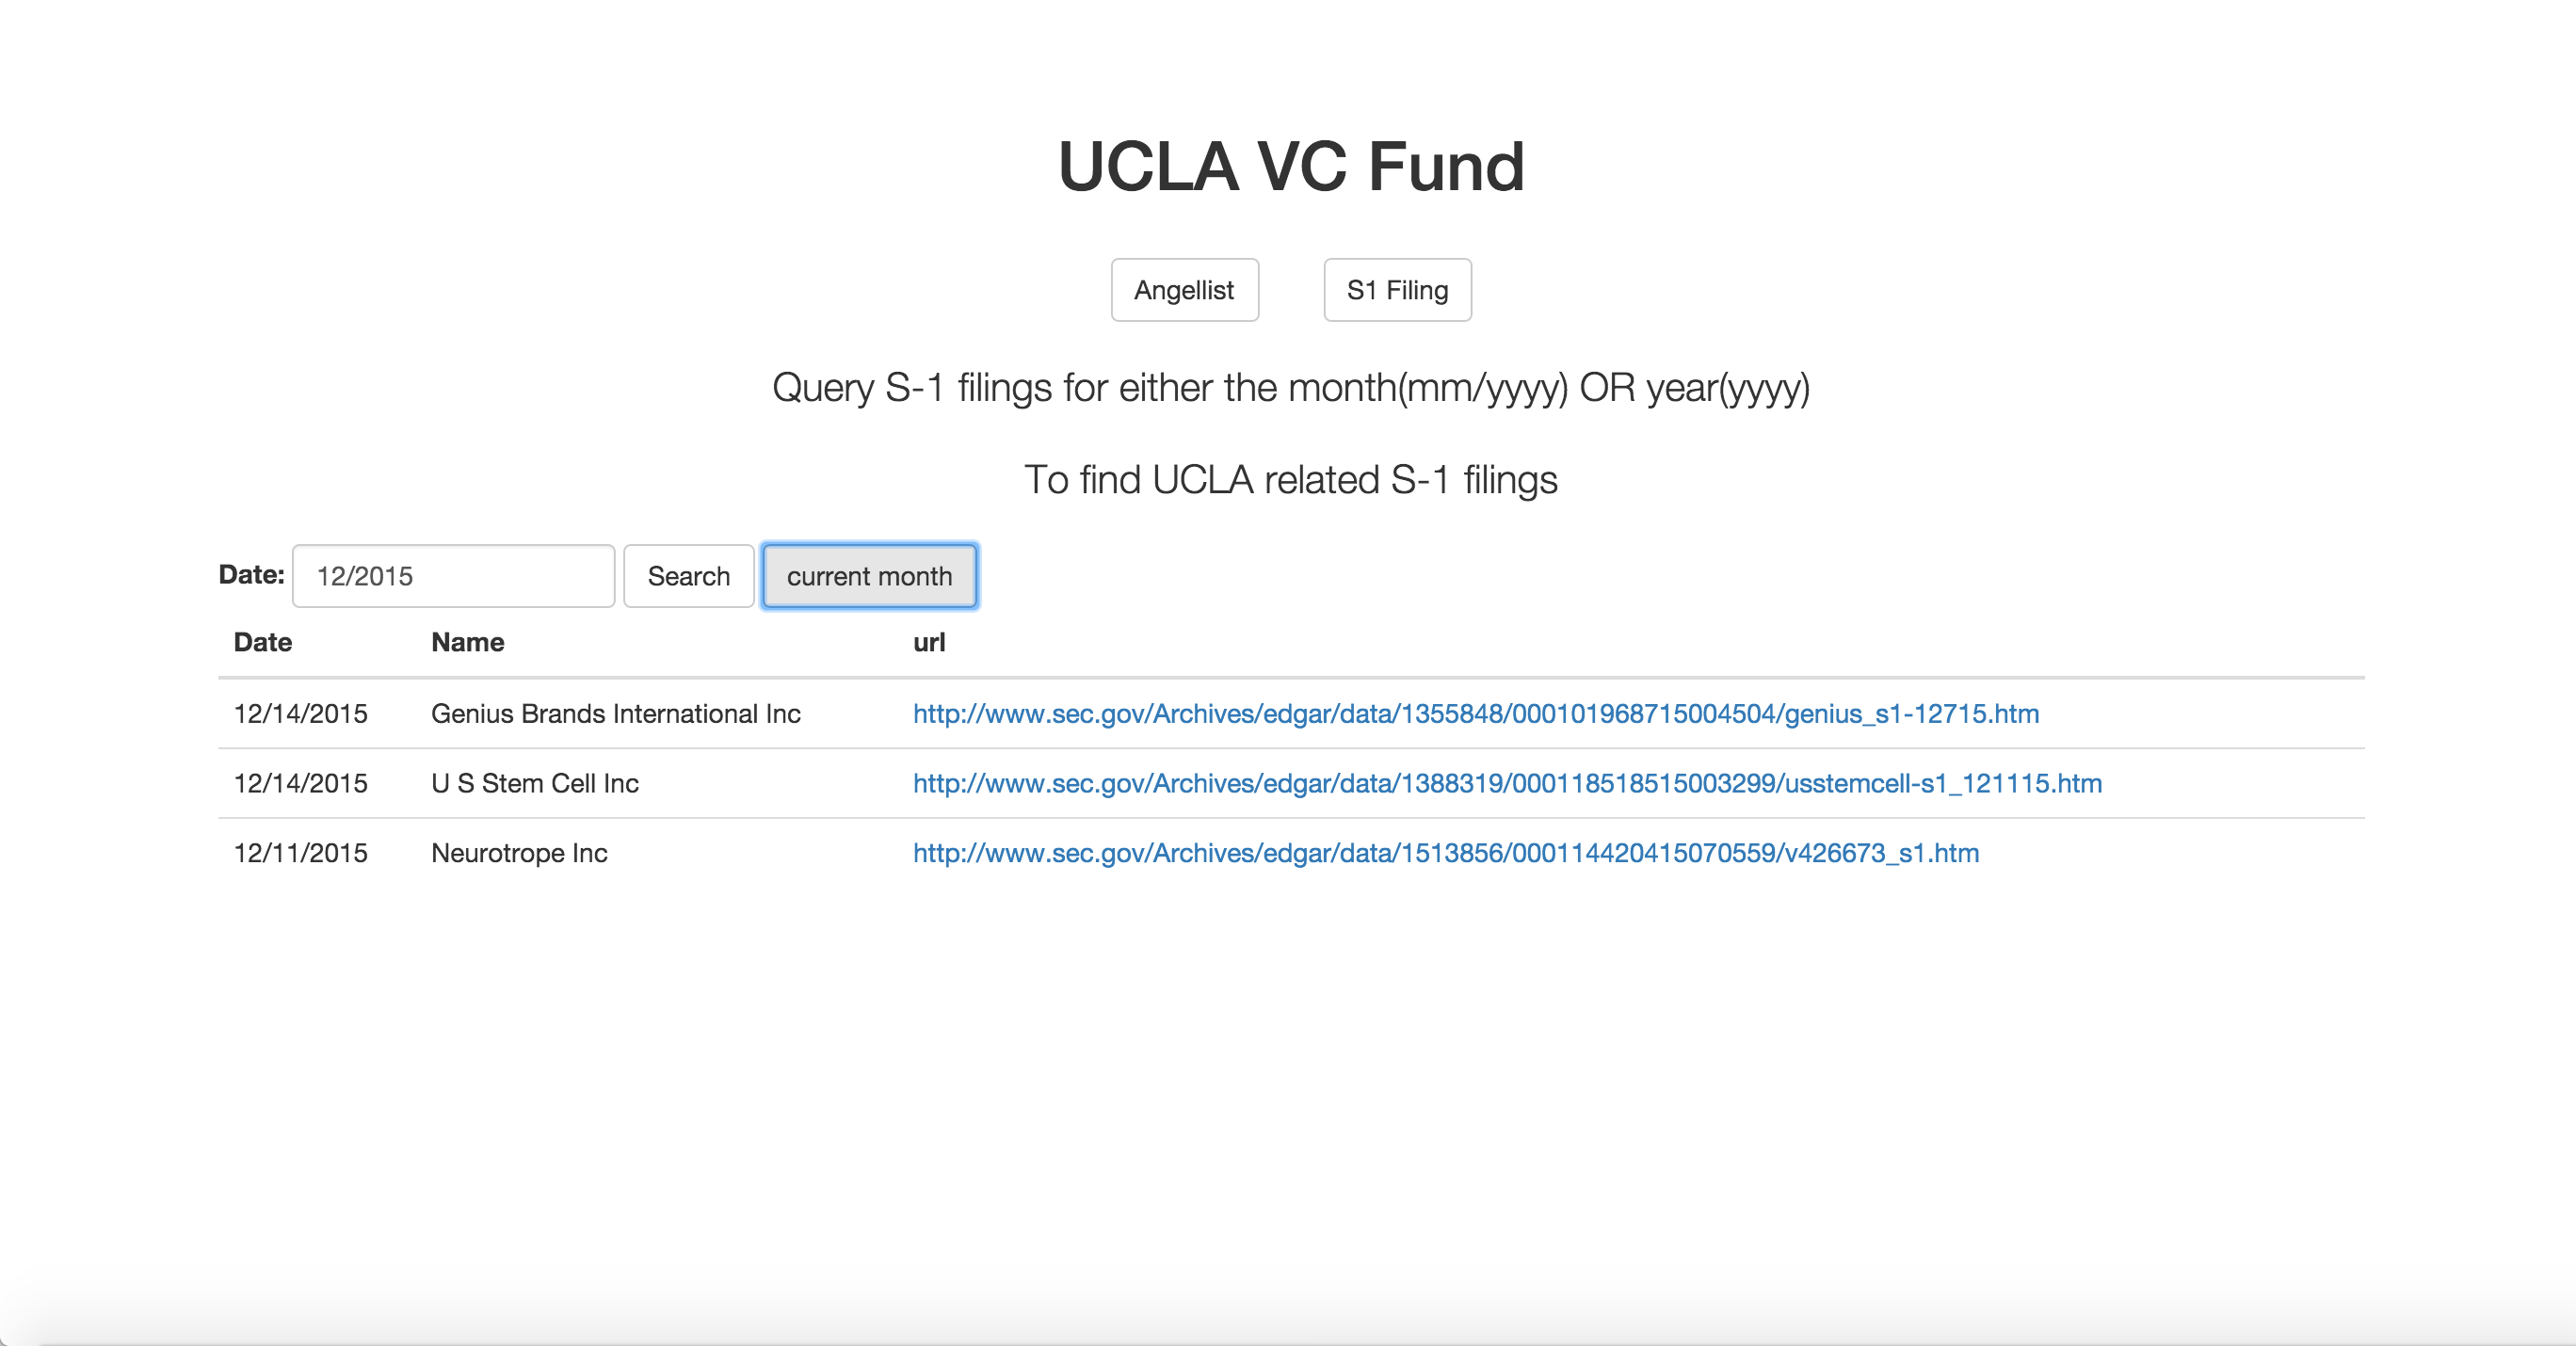 UCLA VC Fund
Angellist S1 Filing
Query S-1 filings for either the month(mm/yyyy) OR year(yyyy)
To find UCLA related S-1 filings
Date: 12/2015 Search current month
Date Name url
12/14/2015 Genius Brands International Inc http://www.sec.gov/Archives/edgar/data/1355848/000101968715004504/genius_s1-12715.htm
12/14/2015 U S Stem Cell Inc http://www.sec.gov/Archives/edgar/data/1388319/000118518515003299/usstemcell-s1_121115.htm
12/11/2015 Neurotrope Inc http://www.sec.gov/Archives/edgar/data/1513856/000114420415070559/v426673_s1.htm